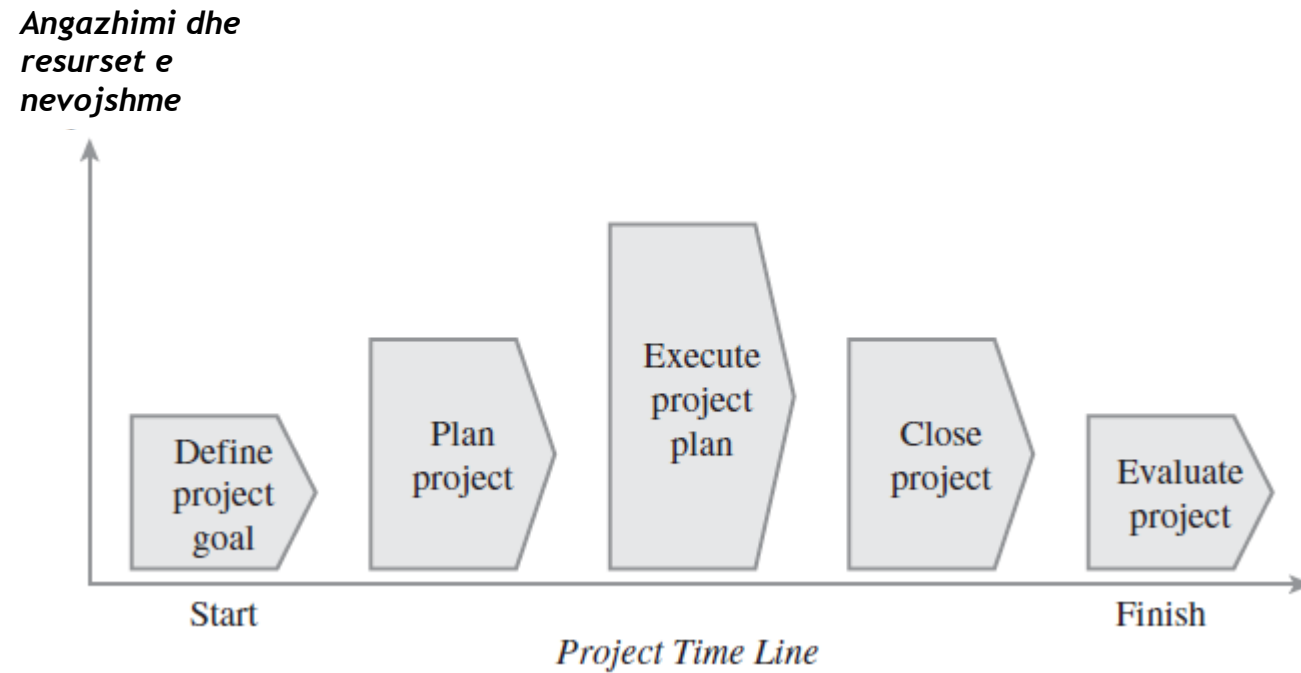 Angazhimi dhe
resurset e
nevojshme
Define
project
goal
Plan
project
Execute
project
plan
Close
project
Evaluate
project
Start
Finish
Project Time Line